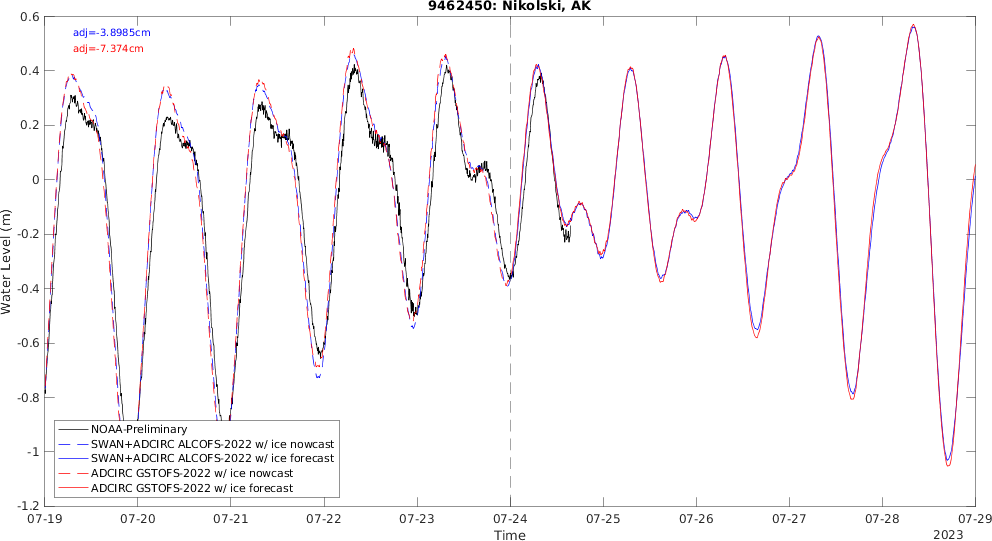 9462450: Nikolski, AK
adj=-3.8985cm
adj=-7.374cm
0.6
0.4
0.2
0
-0.2
-0.4
-0.6
-0.8
-1
-1.2
Water Level (m)
NOAA-Preliminary
SWAN+ADCIRC ALCOFS-2022 w/ ice nowcast
SWAN+ADCIRC ALCOFS-2022 w/ ice forecast
ADCIRC GSTOFS-2022 w/ ice nowcast
ADCIRC GSTOFS-2022 w/ ice forecast
07-19 07-20 07-21 07-22 07-23 07-24 07-25 07-26 07-27 07-28 07-29
Time
2023